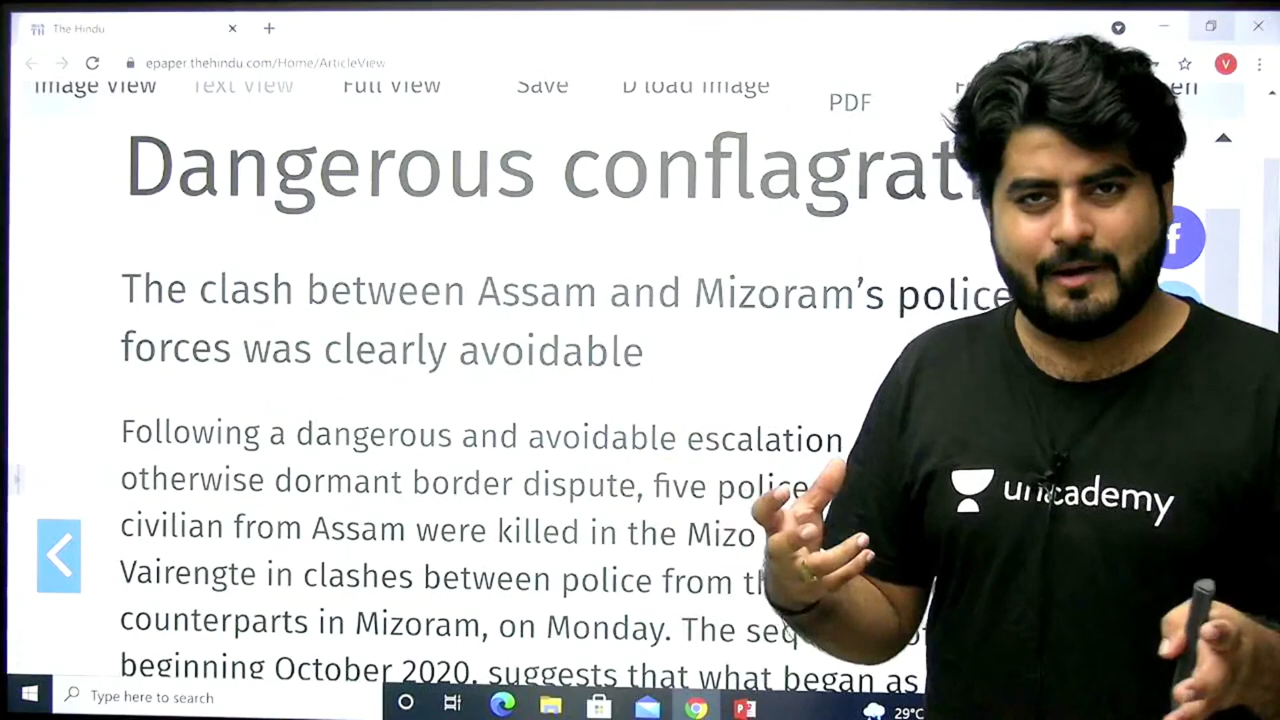 The Hindu
epaper.thehindu.com/Home/ArticleView
V
Image View Text View Full View Save D'load Image PDF
Dangerous
The clash between Assam and Mizoram's police
forces was clearly avoidable
Following a dangerous and avoidable escalation
otherwise dormant border dispute, five police
civilian from Assam were killed in the Mizo
Vairengte in clashes between police from
counterparts in Mizoram, on Monday. The
beginning October 2020, suggests that what began as
Type here to search
29°C
f
unacademy